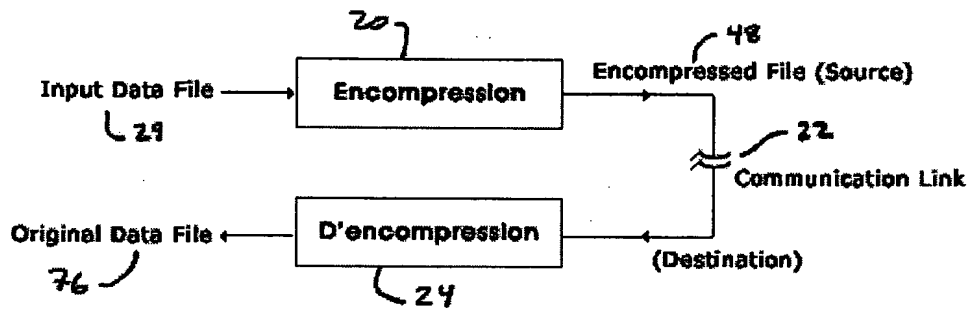 20
48
Encompressed File (Source)
Input Data File
Encompression
29
22
Communication Link
Original Data File
D'encompression
(Destination)
76
24